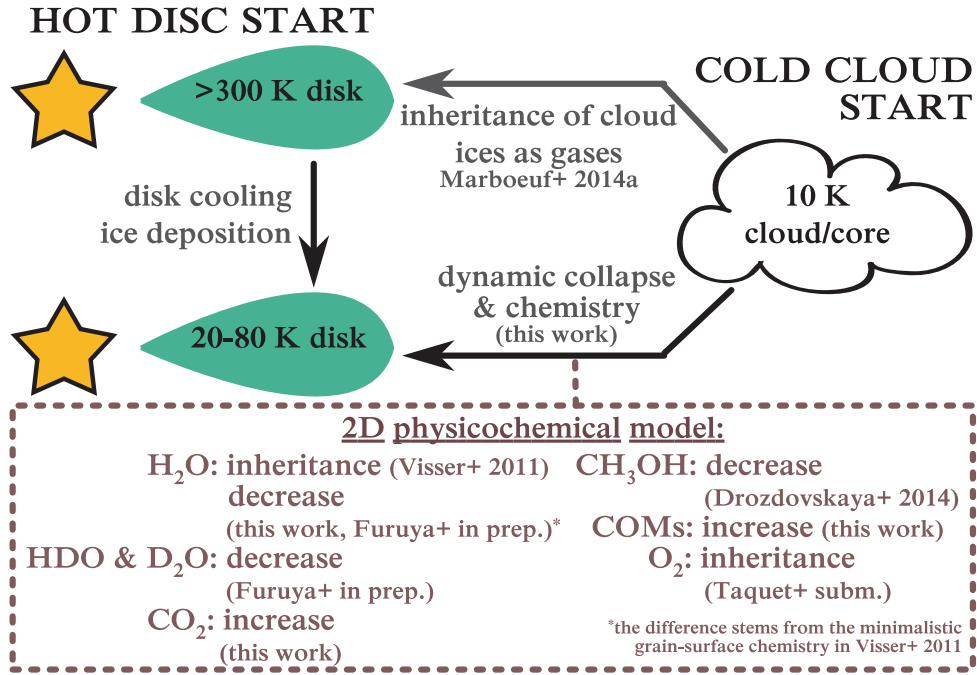 HOT DISC START
>300 K disk
COLD CLOUD
START
inheritance of cloud
ices as gases
Marboeuf+ 2014a
10 K
cloud/core
disk cooling
ice deposition
dynamic collapse
& chemistry
(this work)
20-80 K disk
2D physicochemical model:
H₂O: inheritance (Visser+ 2011)
decrease
(this work, Furuya+ in prep.)*
HDO & D₂O: decrease
(Furuya+ in prep.)
CO₂: increase
(this work)
CH₃OH: decrease
(Drozdovskaya+ 2014)
COMs: increase (this work)
O₂: inheritance
(Taquet+ subm.)
*the difference stems from the minimalistic
grain-surface chemistry in Visser+ 2011